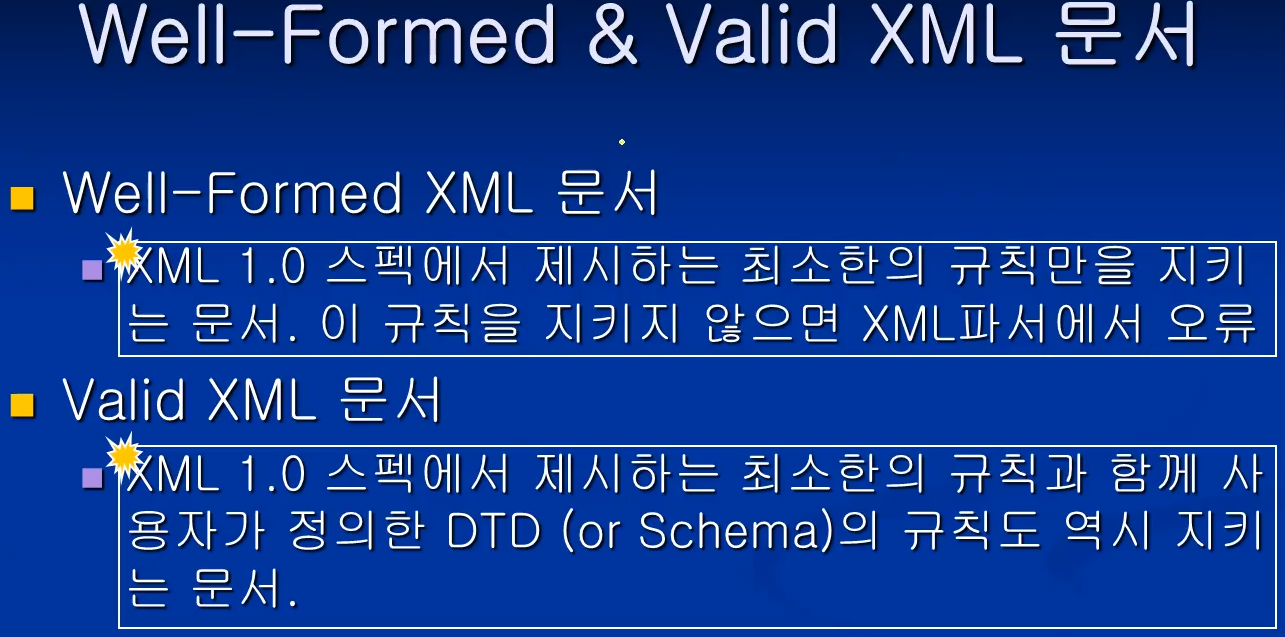 Well-Formed & Valid XML 문서
Well-Formed XML 문서
XML 1.0 스펙에서 제시하는 최소한의 규칙만을 지키
는 문서. 이 규칙을 지키지 않으면 XML파서에서 오류
Valid XML 문서
XML 1.0 스펙에서 제시하는 최소한의 규칙과 함께 사
용자가 정의한 DTD (or Schema)의 규칙도 역시 지키
는 문서.